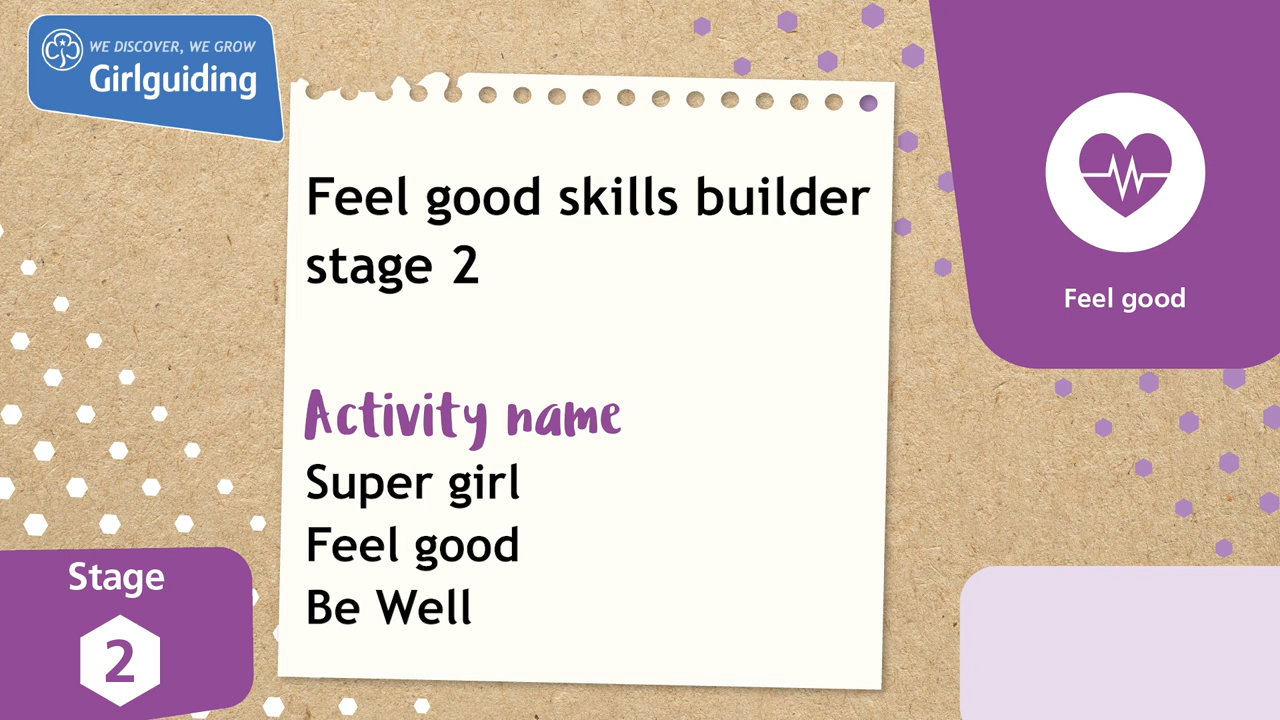 WE DISCOVER, WE GROW
Girlguiding
Feel good skills builder
stage 2
Activity name
Super girl
Feel good
Be Well
Feel good
Stage
2